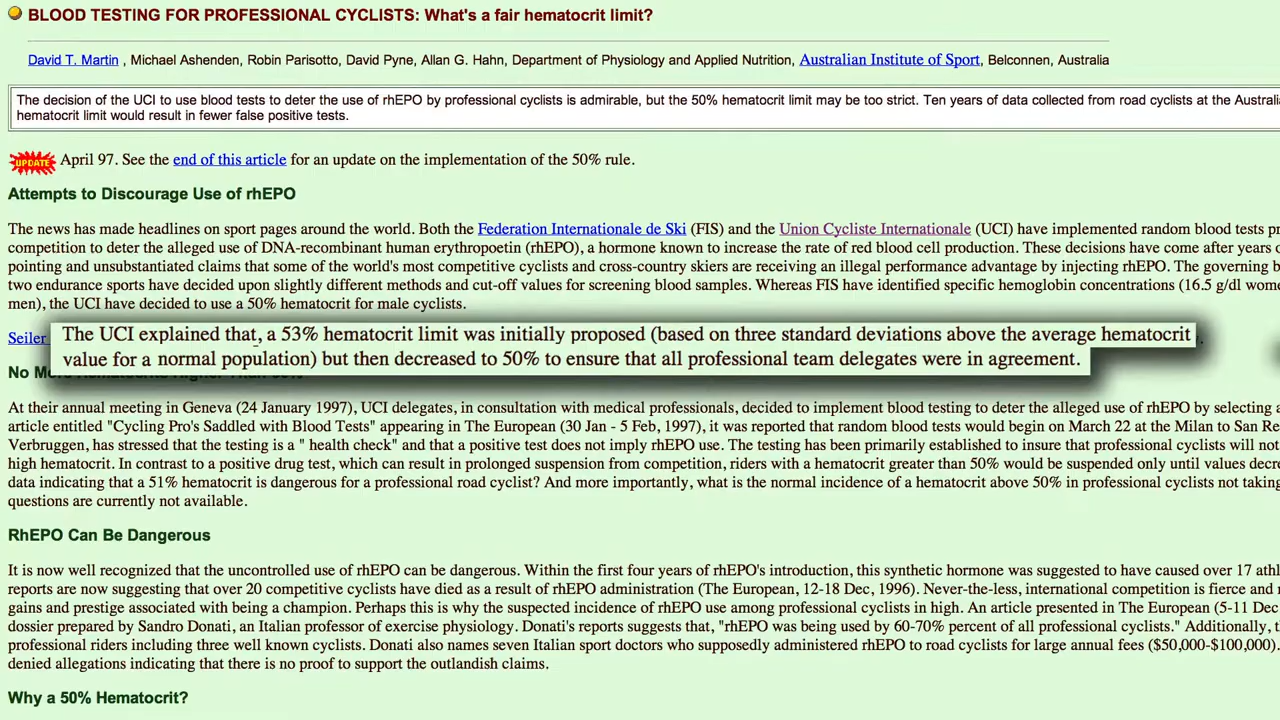 BLOOD TESTING FOR PROFESSIONAL CYCLISTS: What's a fair hematocrit limit?
David T. Martin , Michael Ashenden, Robin Parisotto, David Pyne, Allan G. Hahn, Department of Physiology and Applied Nutrition, Australian Institute of Sport, Belconnen, Australia
The decision of the UCI to use blood tests to deter the use of rhEPO by professional cyclists is admirable, but the 50% hematocrit limit may be too strict. Ten years of data collected from road cyclists at the Australi
hematocrit limit would result in fewer false positive tests.
UPDATE April 97. See the end of this article for an update on the implementation of the 50% rule.
Attempts to Discourage Use of rhEPO
The news has made headlines on sport pages around the world. Both the Federation Internationale de Ski (FIS) and the Union Cycliste Internationale (UCI) have implemented random blood tests pr
competition to deter the alleged use of DNA-recombinant human erythropoetin (rhEPO), a hormone known to increase the rate of red blood cell production. These decisions have come after years o
pointing and unsubstantiated claims that some of the world's most competitive cyclists and cross-country skiers are receiving an illegal performance advantage by injecting rhEPO. The governing b
two endurance sports have decided upon slightly different methods and cut-off values for screening blood samples. Whereas FIS have identified specific hemoglobin concentrations (16.5 g/dl wome
men), the UCI have decided to use a 50% hematocrit for male cyclists.
Seiler
The UCI explained that, a 53% hematocrit limit was initially proposed (based on three standard deviations above the average hematocrit
value for a normal population) but then decreased to 50% to ensure that all professional team delegates were in agreement.
No
At their annual meeting in Geneva (24 January 1997), UCI delegates, in consultation with medical professionals, decided to implement blood testing to deter the alleged use of rhEPO by selecting a
article entitled "Cycling Pro's Saddled with Blood Tests" appearing in The European (30 Jan - 5 Feb, 1997), it was reported that random blood tests would begin on March 22 at the Milan to San Re
Verbruggen, has stressed that the testing is a " health check" and that a positive test does not imply rhEPO use. The testing has been primarily established to insure that professional cyclists will not
high hematocrit. In contrast to a positive drug test, which can result in prolonged suspension from competition, riders with a hematocrit greater than 50% would be suspended only until values decre
data indicating that a 51% hematocrit is dangerous for a professional road cyclist? And more importantly, what is the normal incidence of a hematocrit above 50% in professional cyclists not taking
questions are currently not available.
RhEPO Can Be Dangerous
It is now well recognized that the uncontrolled use of rhEPO can be dangerous. Within the first four years of rhEPO's introduction, this synthetic hormone was suggested to have caused over 17 athl
reports are now suggesting that over 20 competitive cyclists have died as a result of rhEPO administration (The European, 12-18 Dec, 1996). Never-the-less, international competition is fierce and
gains and prestige associated with being a champion. Perhaps this is why the suspected incidence of rhEPO use among professional cyclists in high. An article presented in The European (5-11 Dec
dossier prepared by Sandro Donati, an Italian professor of exercise physiology. Donati's reports suggests that, "rhEPO was being used by 60-70% percent of all professional cyclists." Additionally,
professional riders including three well known cyclists. Donati also names seven Italian sport doctors who supposedly administered rhEPO to road cyclists for large annual fees ($50,000-$100,000).
denied allegations indicating that there is no proof to support the outlandish claims.
Why a 50% Hematocrit?